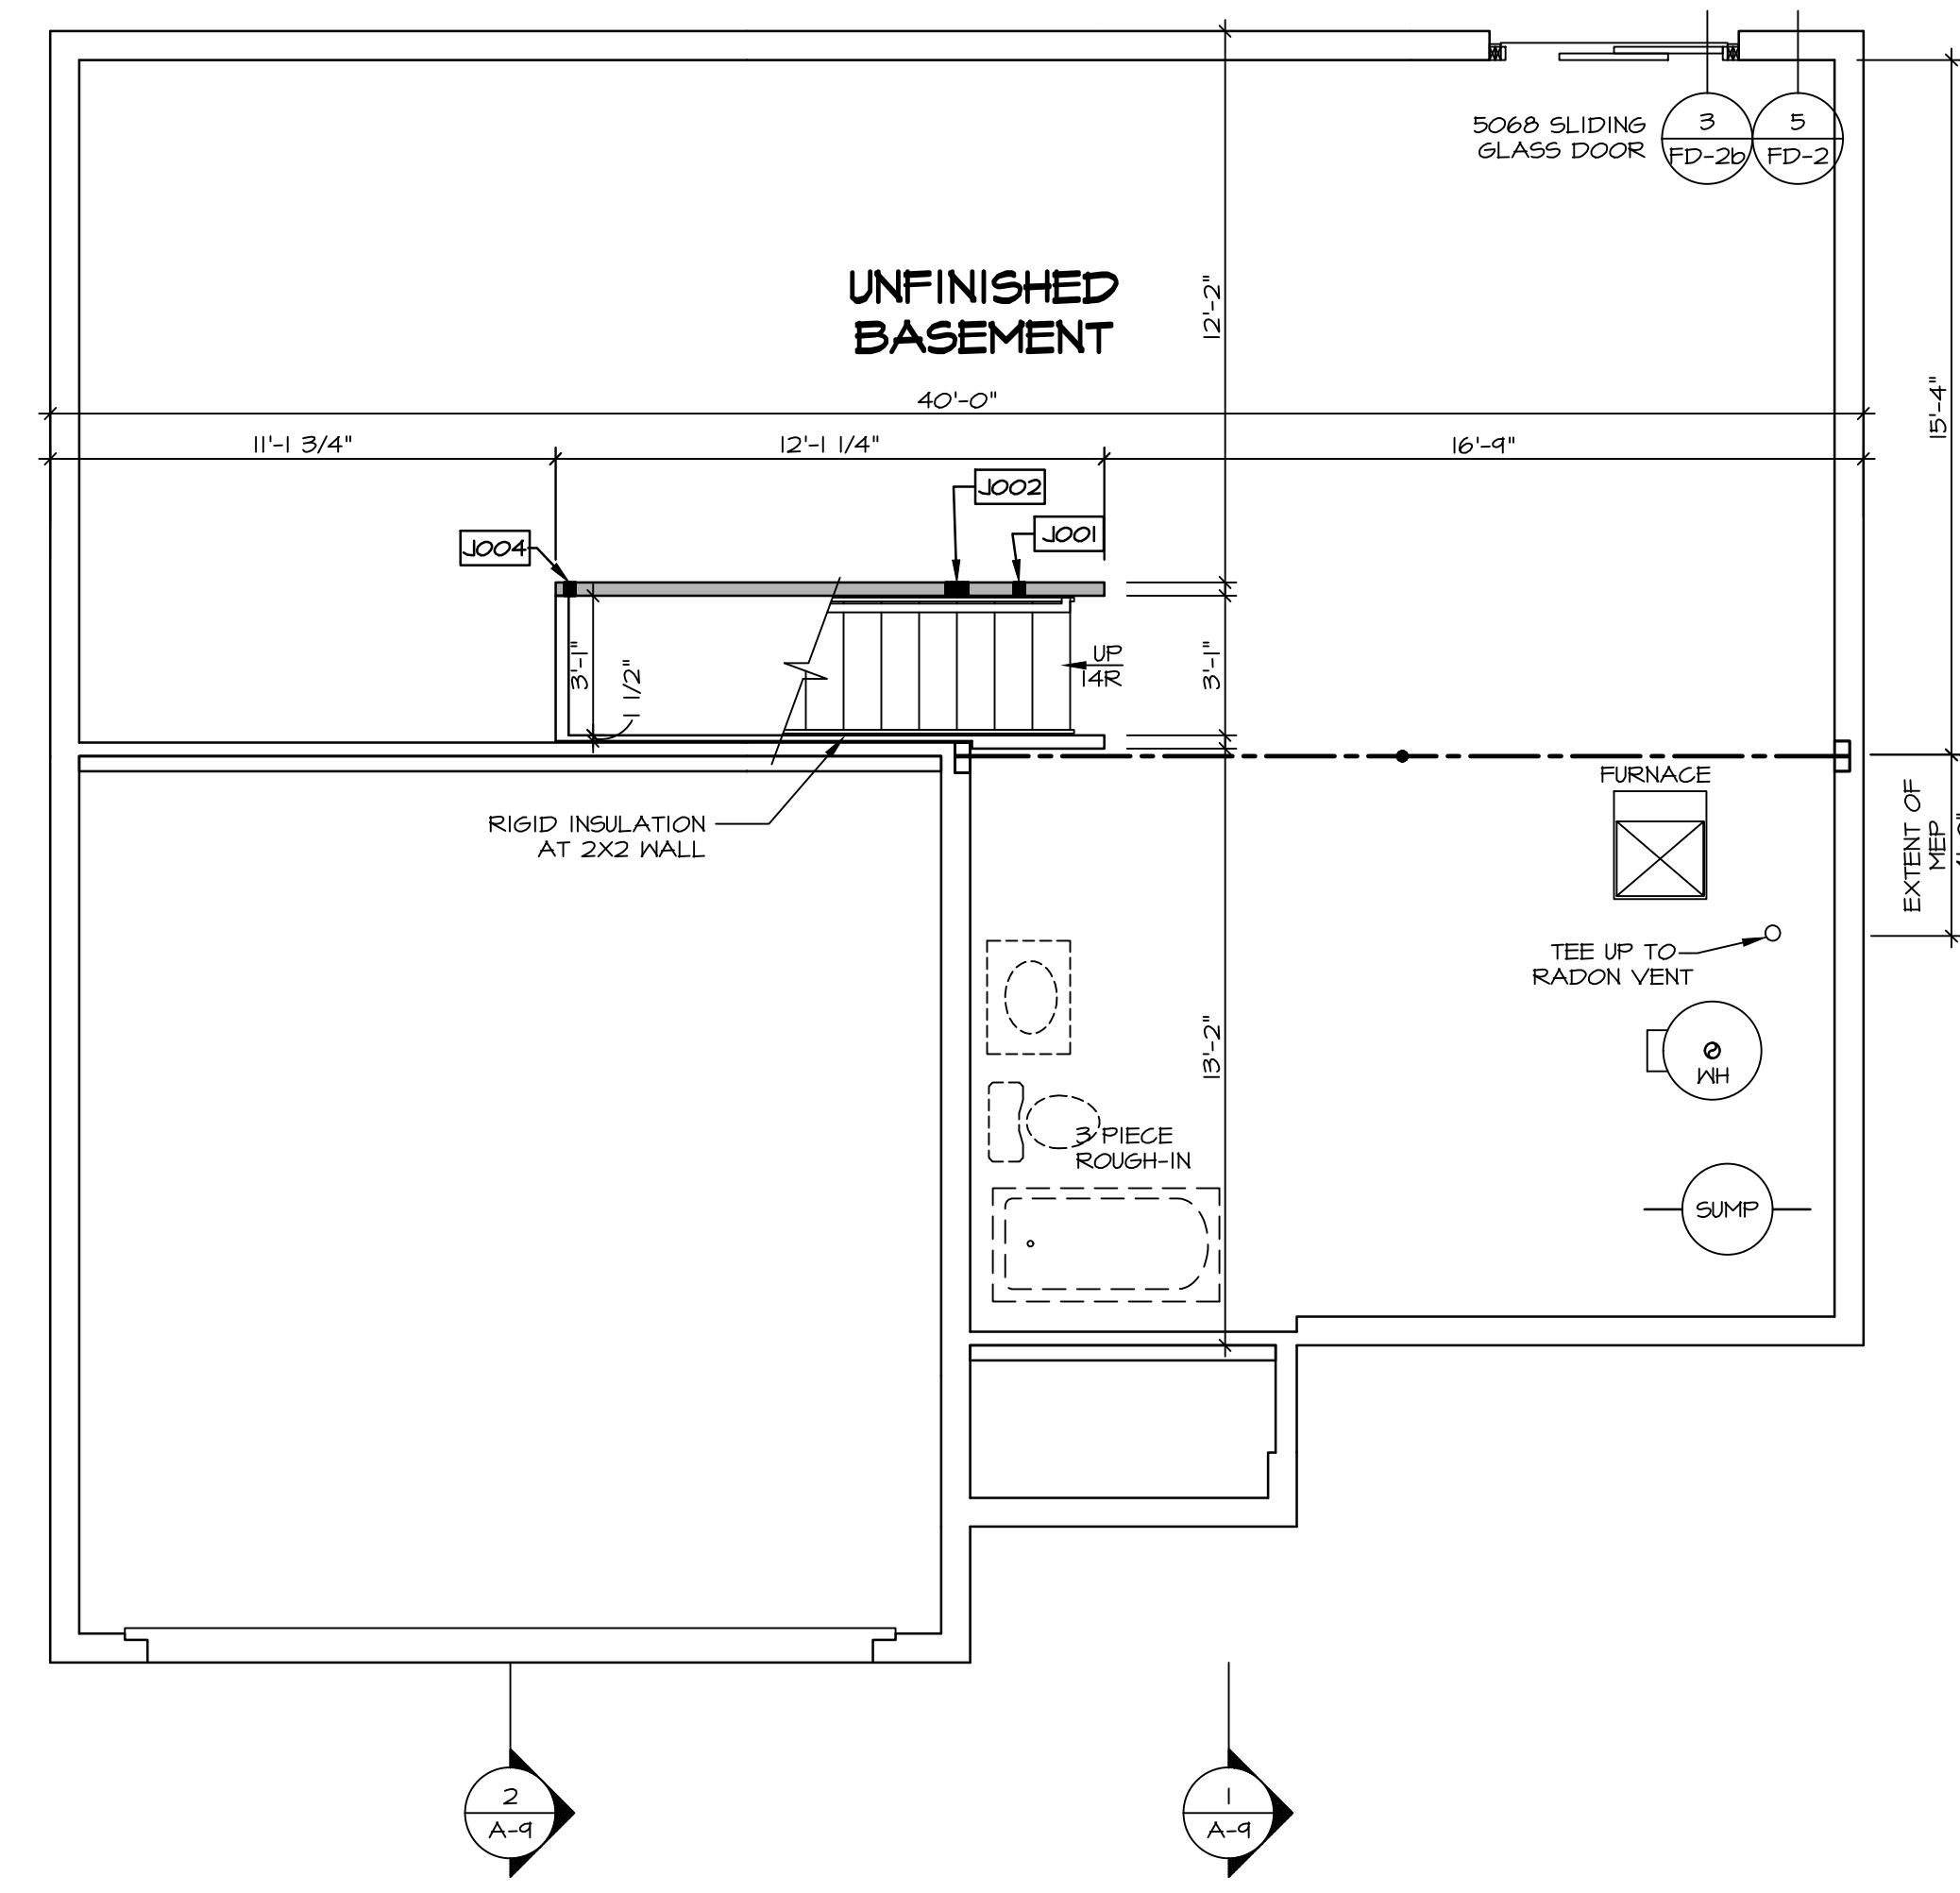 5068 SLIDING
GLASS DOOR
3
FD-2b
5
FD-2
UNFINISHED
BASEMENT
12'-2"
40'-0"
15'-4"
11'-1 3/4"
12'-1 1/4"
16'-9"
J002
J001
J004
3'-1"
1 1/2"
UP
14R
3'-1"
FURNACE
EXTENT OF
MEP
RIGID INSULATION
AT 2X2 WALL
TEE UP TO
RADON VENT
WH
13'-2"
3 PIECE
ROUGH-IN
SUMP
2
A-9
1
A-9